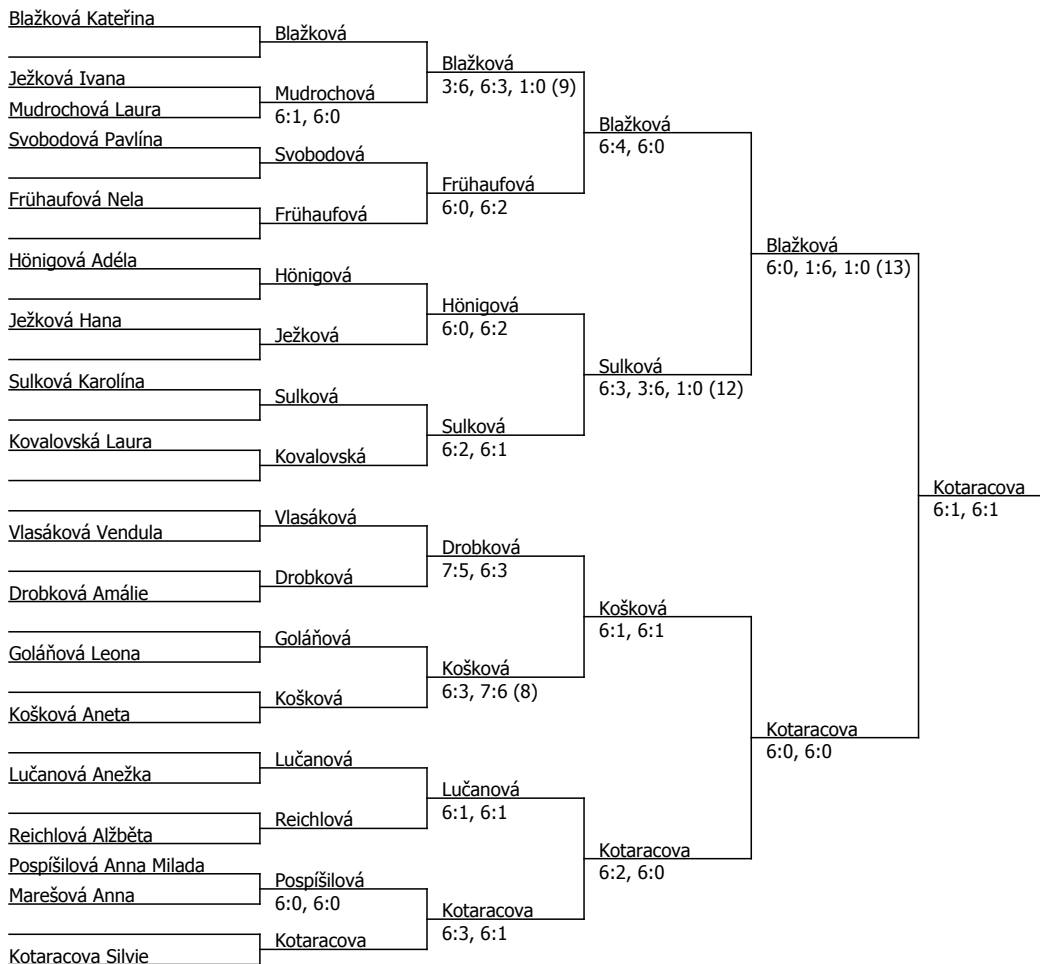 Blažková Kateřina
Ježková Ivana
Mudrochová Laura
Svobodová Pavlína
Frühaufová Nela
Hönigová Adéla
Ježková Hana
Sulková Karolína
Kovalovská Laura
Vlasáková Vendula
Drobková Amálie
Goláňová Leona
Košková Aneta
Lučanová Anežka
Reichlová Alžběta
Pospíšilová Anna Milada
Marešová Anna
Kotaracova Silvie
Blažková
Mudrochová
6:1, 6:0
Svobodová
Frühaufová
Hönigová
Ježková
Sulková
Kovalovská
Vlasáková
Drobková
Goláňová
Košková
Lučanová
Reichlová
Pospíšilová
6:0, 6:0
Kotaracova
Blažková
3:6, 6:3, 1:0 (9)
Frühaufová
6:0, 6:2
Hönigová
6:0, 6:2
Sulková
6:2, 6:1
Drobková
7:5, 6:3
Košková
6:3, 7:6 (8)
Lučanová
6:1, 6:1
Kotaracova
6:3, 6:1
Blažková
6:4, 6:0
Sulková
6:3, 3:6, 1:0 (12)
Košková
6:1, 6:1
Kotaracova
6:2, 6:0
Blažková
6:0, 1:6, 1:0 (13)
Kotaracova
6:0, 6:0
Kotaracova
6:1, 6:1